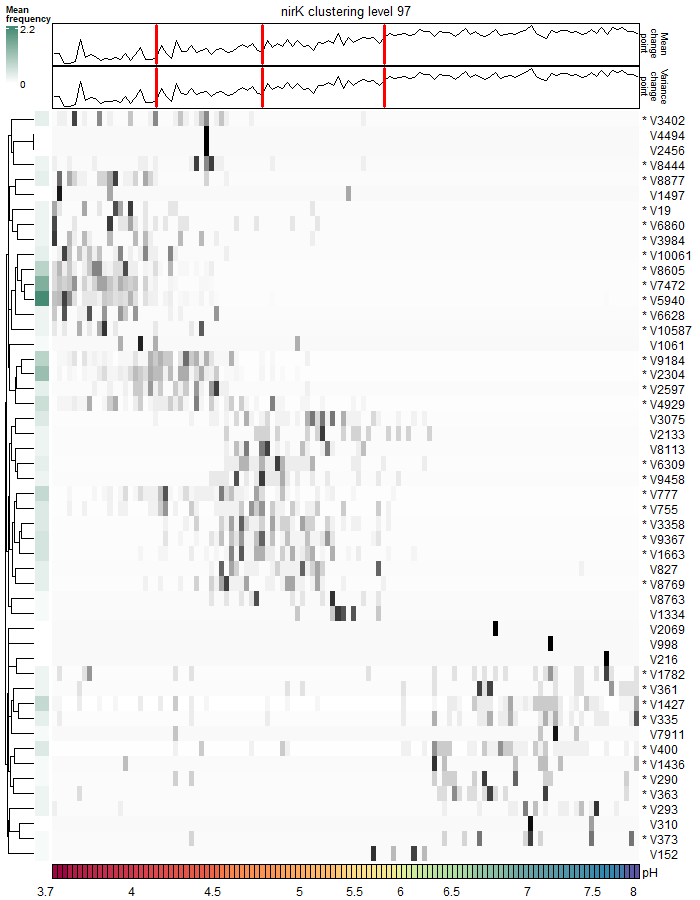 nirK clustering level 97
Mean
frequency
2.2
0
Mean
change
point
Variance
change
point
* V3402
V4494
V2456
* V8444
* V8877
V1497
* V19
* V6860
* V3984
* V10061
* V8605
* V7472
* V5940
* V6628
* V10587
V1061
* V9184
* V2304
* V2597
* V4929
V3075
V2133
V8113
* V6309
* V9458
* V777
* V755
* V3358
* V9367
* V1663
V827
* V8769
V8763
V1334
V2069
V998
V216
* V1782
* V361
* V1427
* V335
V7911
* V400
* V1436
* V290
* V363
* V293
V310
* V373
V152
pH
3.7 4 4.5 5 5.5 6 6.5 7 7.5 8